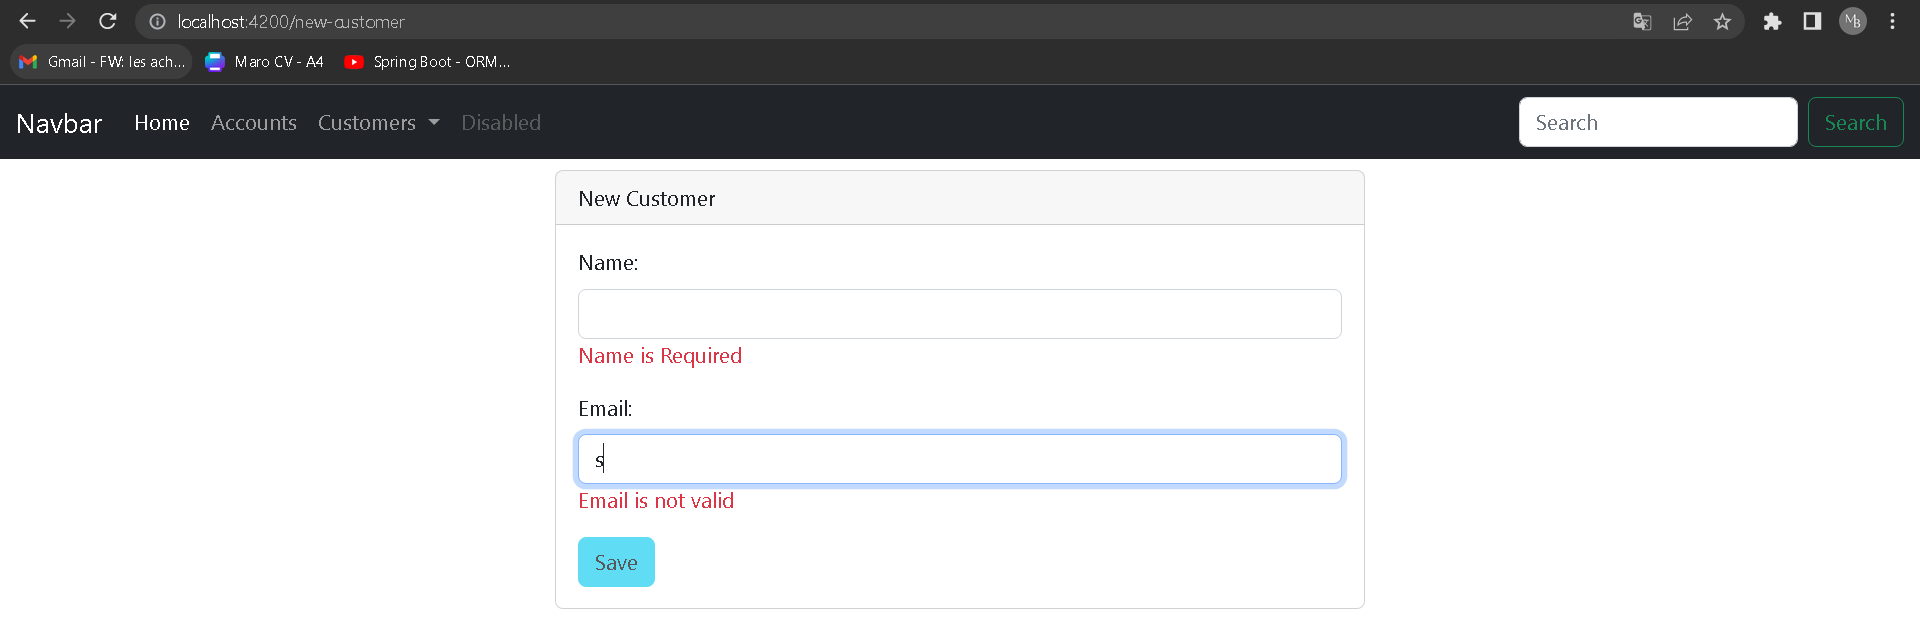 localhost:4200/new-customer
MB
Gmail - FW: les ach... Maro CV - A4 Spring Boot - ORM...
Navbar Home Accounts Customers Disabled Search Search
New Customer
Name:
Name is Required
Email:
s
Email is not valid
Save